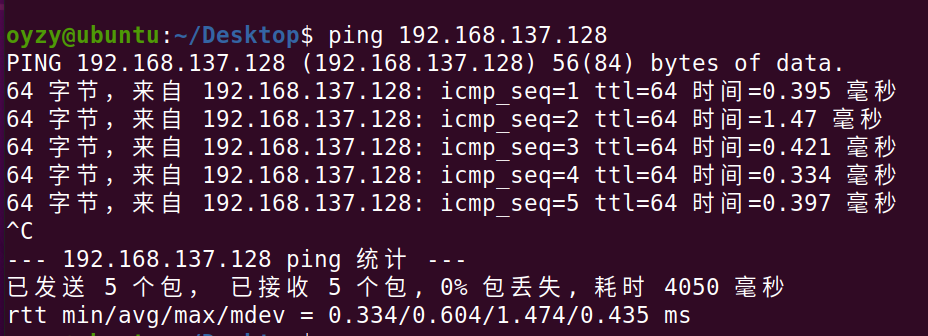 oyzy@ubuntu:~/Desktop$ ping 192.168.137.128
PING 192.168.137.128 (192.168.137.128) 56(84) bytes of data.
64 字节，来自 192.168.137.128: icmp_seq=1 ttl=64 时间=0.395 毫秒
64 字节，来自 192.168.137.128: icmp_seq=2 ttl=64 时间=1.47 毫秒
64 字节，来自 192.168.137.128: icmp_seq=3 ttl=64 时间=0.421 毫秒
64 字节，来自 192.168.137.128: icmp_seq=4 ttl=64 时间=0.334 毫秒
64 字节，来自 192.168.137.128: icmp_seq=5 ttl=64 时间=0.397 毫秒
^C
--- 192.168.137.128 ping 统计 ---
已发送 5 个包， 已接收 5 个包, 0% 包丢失, 耗时 4050 毫秒
rtt min/avg/max/mdev = 0.334/0.604/1.474/0.435 ms